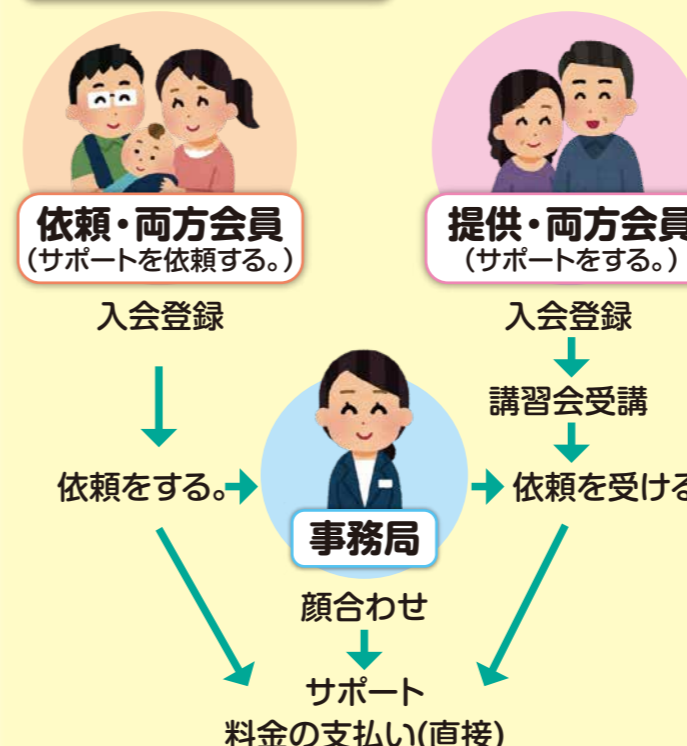 依頼・両方会員
(サポートを依頼する。)
提供・両方会員
(サポートをする。)
入会登録
入会登録
講習会受講
依頼をする。
依頼を受ける
事務局
顔合わせ
サポート
料金の支払い(直接)